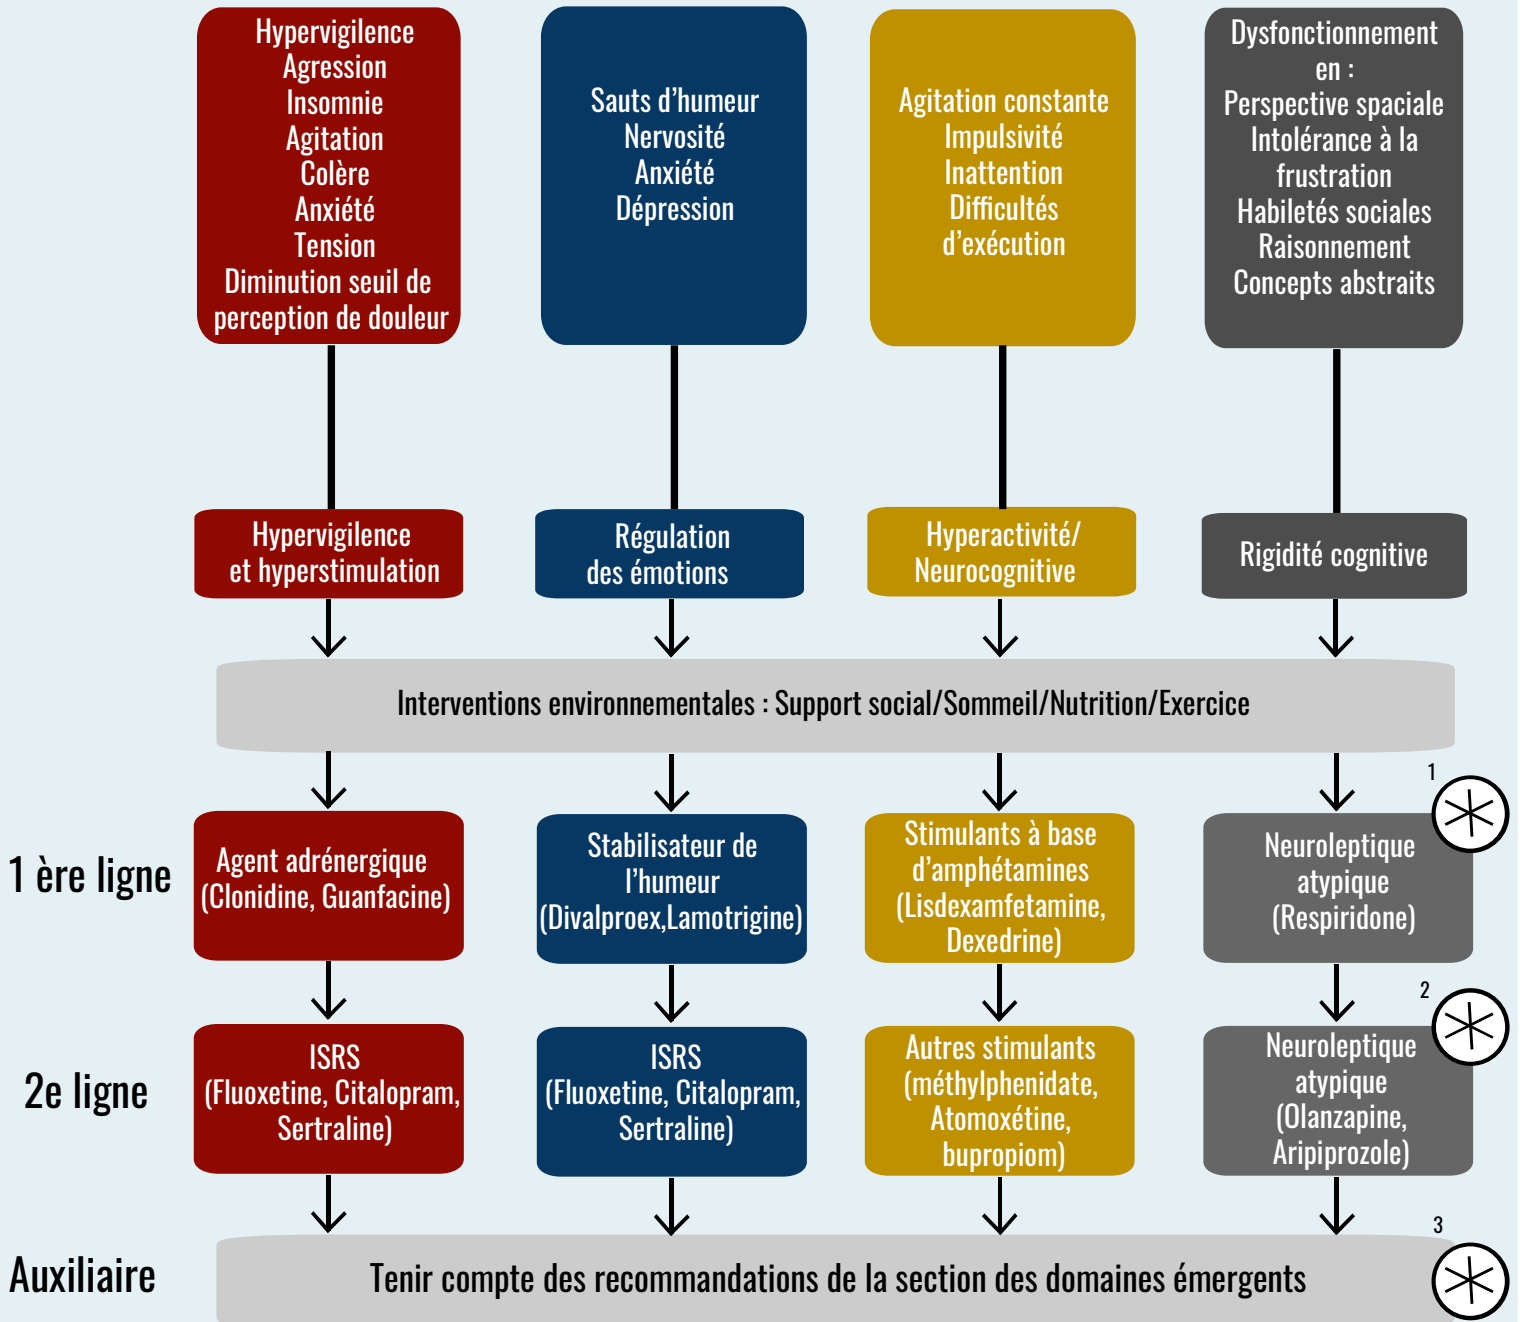 Hypervigilence
Agression
Insomnie
Agitation
Colère
Anxiété
Tension
Diminution seuil de
perception de douleur
Sauts d'humeur
Nervosité
Anxiété
Dépression
Agitation constante
Impulsivité
Inattention
Difficultés
d'exécution
Dysfonctionnement
en :
Perspective spaciale
Intolérance à la
frustration
Habiletés sociales
Raisonnement
Concepts abstraits
Hypervigilence
et hyperstimulation
Régulation
des émotions
Hyperactivité/
Neurocognitive
Rigidité cognitive
Interventions environnementales : Support social/Sommeil/Nutrition/Exercice
1 ère ligne
Agent adrénergique
(Clonidine, Guanfacine)
Stabilisateur de
l'humeur
(Divalproex,Lamotrigine)
Stimulants à base
d'amphétamines
(Lisdexamfetamine,
Dexedrine)
1
Neuroleptique
atypique
(Respiridone)
2e ligne
ISRS
(Fluoxetine, Citalopram,
Sertraline)
ISRS
(Fluoxetine, Citalopram,
Sertraline)
Autres stimulants
(méthylphenidate,
Atomoxétine,
bupropiom)
2
Neuroleptique
atypique
(Olanzapine,
Aripiprozole)
Auxiliaire
Tenir compte des recommandations de la section des domaines émergents
3